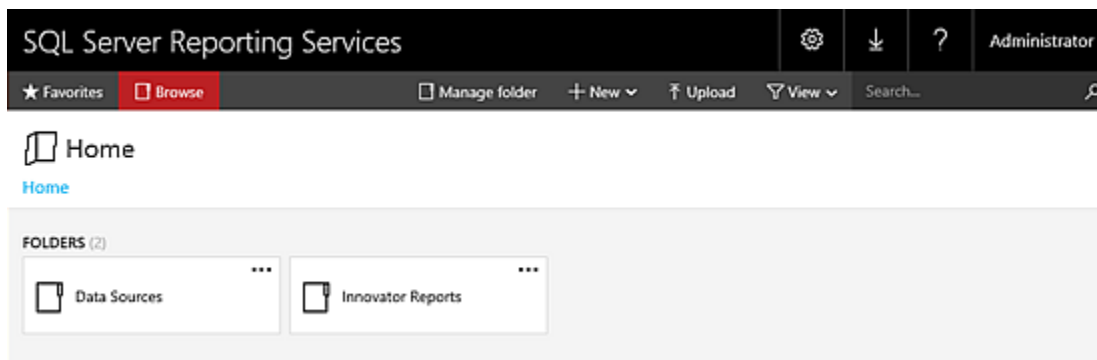 SQL Server Reporting Services
? Administrator
★ Favorites Browse Manage folder + New Upload View Search...
Home
Home
FOLDERS (2)
... ...
Data Sources Innovator Reports